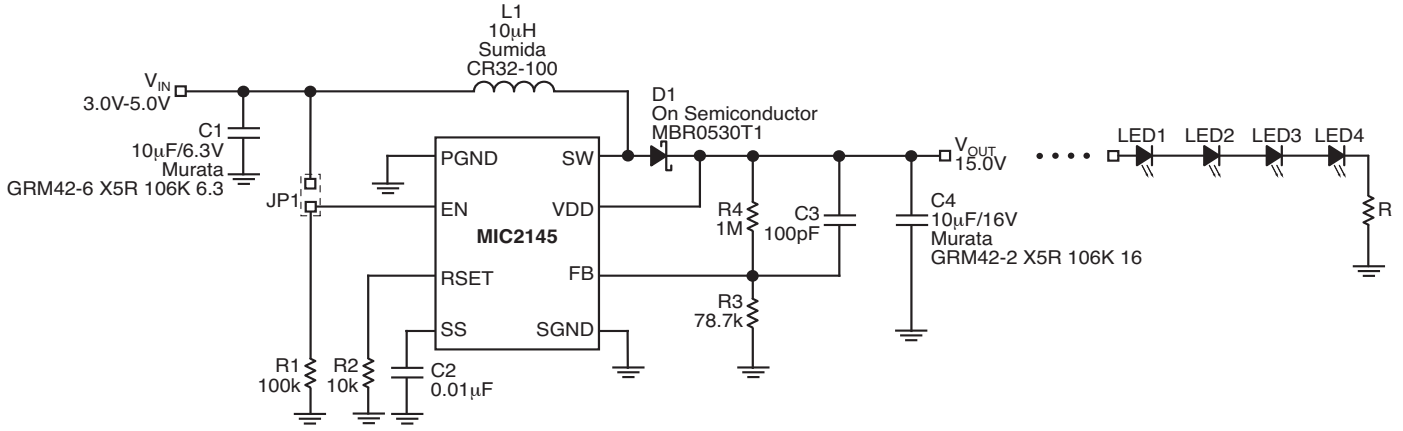 L1
10µH
Sumida
CR32-100
VIN
3.0V-5.0V
C1
10µF/6.3V
Murata
GRM42-6 X5R 106K 6.3
JP1
D1
On Semiconductor
MBR0530T1
PGND
SW
EN
VDD
MIC2145
RSET
FB
SS
SGND
R4
1M
C3
100pF
C4
10µF/16V
Murata
GRM42-2 X5R 106K 16
VOUT
15.0V
LED1
LED2
LED3
LED4
R
R3
78.7k
R1
100k
R2
10k
C2
0.01µF